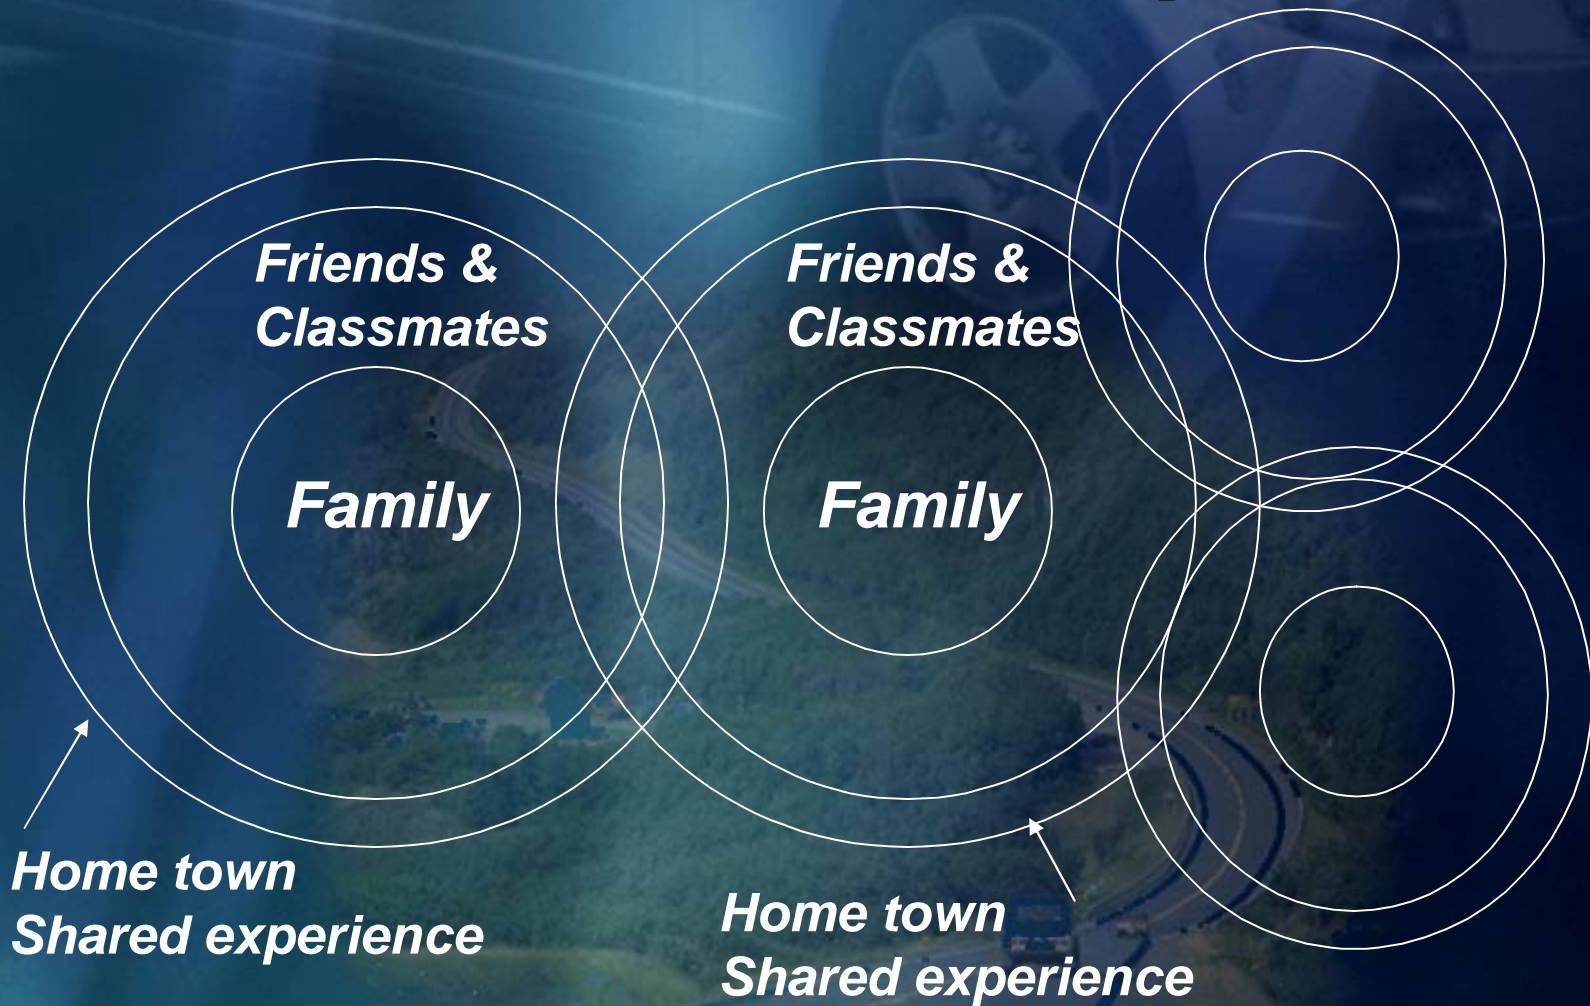 Friends &
Classmates
Family
Home town
Shared experience
Friends &
Classmates
Family
Home town
Shared experience